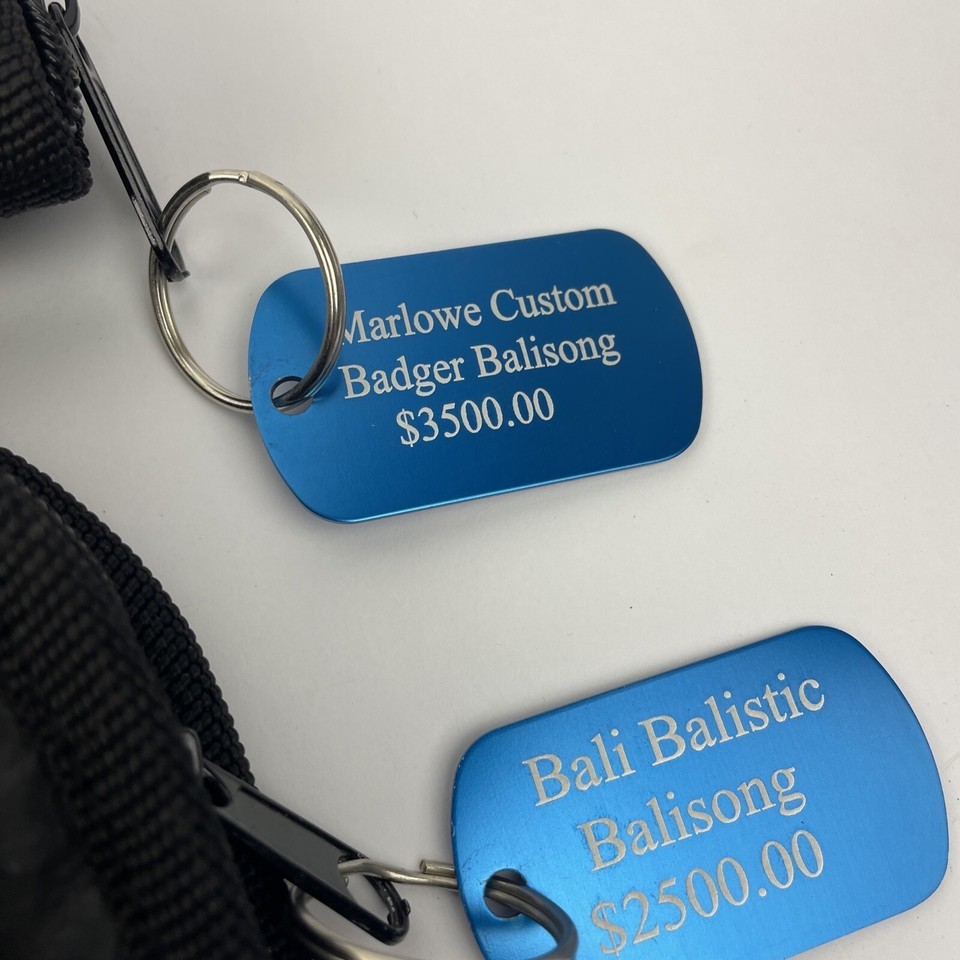 Marlowe Custom
Badger Balisong
$3500.00
Bali Balistic
Balisong
$2500.00